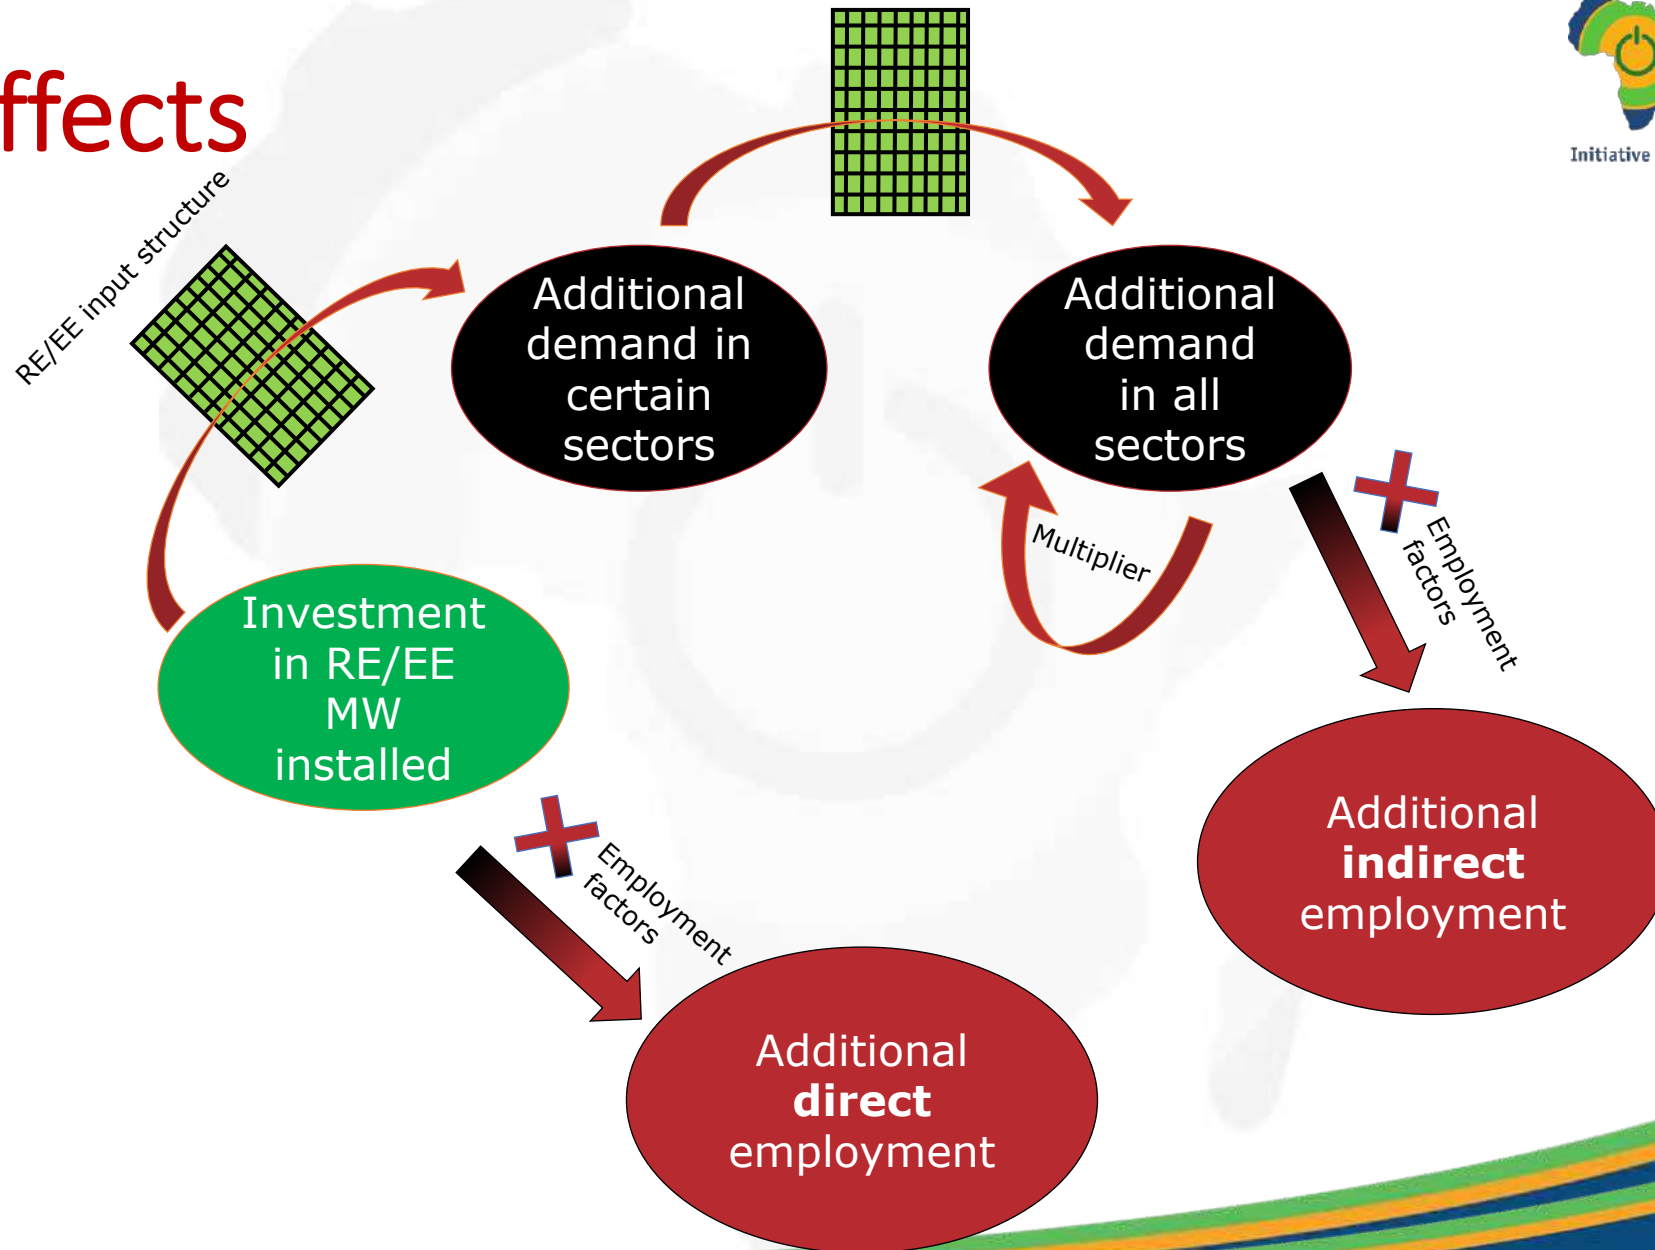 ffects
Initiative
RE/EE input structure
Additional
demand in
certain
sectors
Additional
demand
in all
sectors
Multiplier
Employment
factors
Investment
in RE/EE
MW
installed
Employment
factors
Additional
indirect
employment
Additional
direct
employment